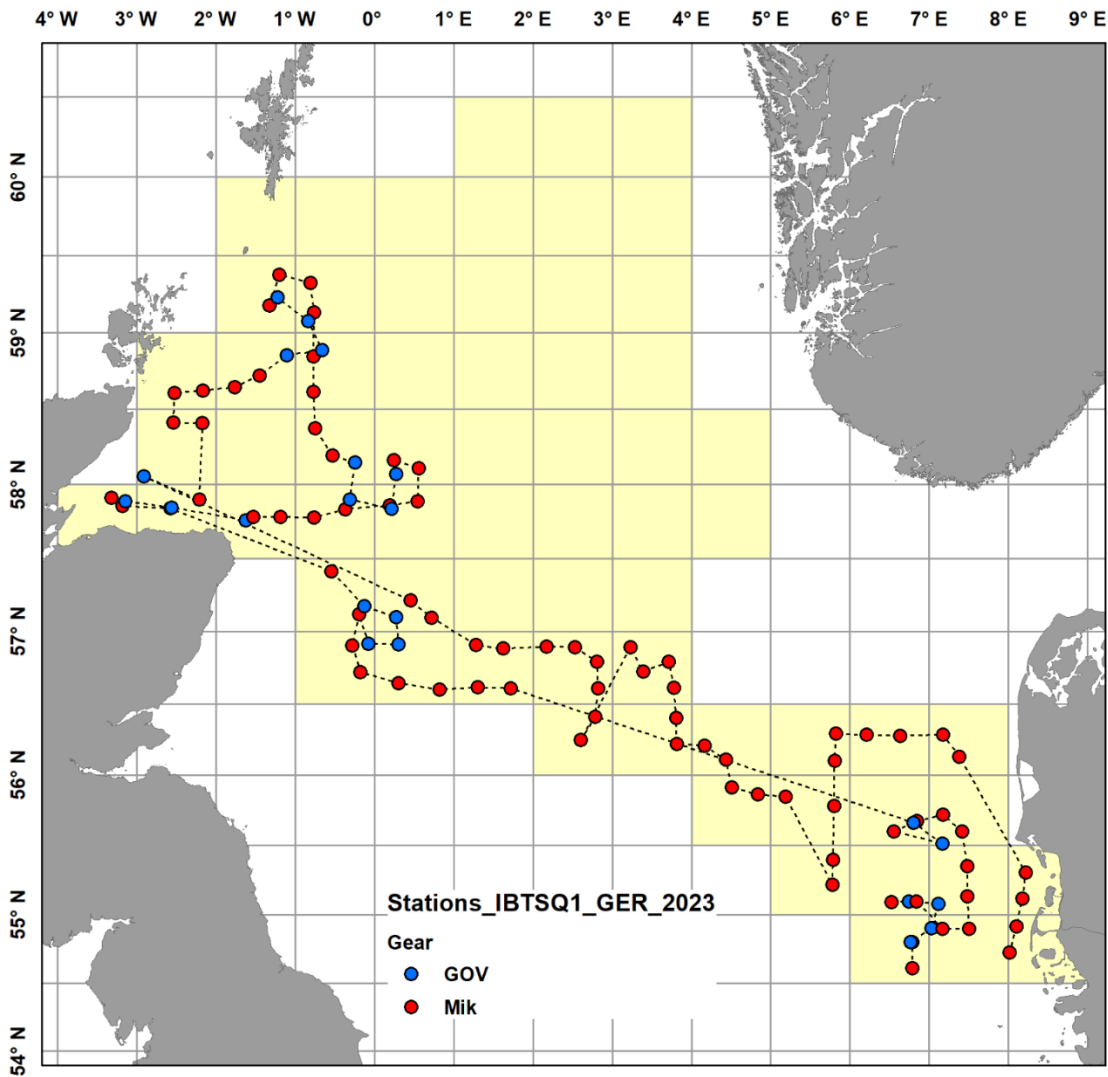 4° W 3° W 2° W 1° W 0° 1° E 2° E 3° E 4° E 5° E 6° E 7° E 8° E 9° E
60° N
59° N
58° N
57° N
56° N
55° N
54° N
Stations_IBTSQ1_GER_2023
Gear
GOV
Mik